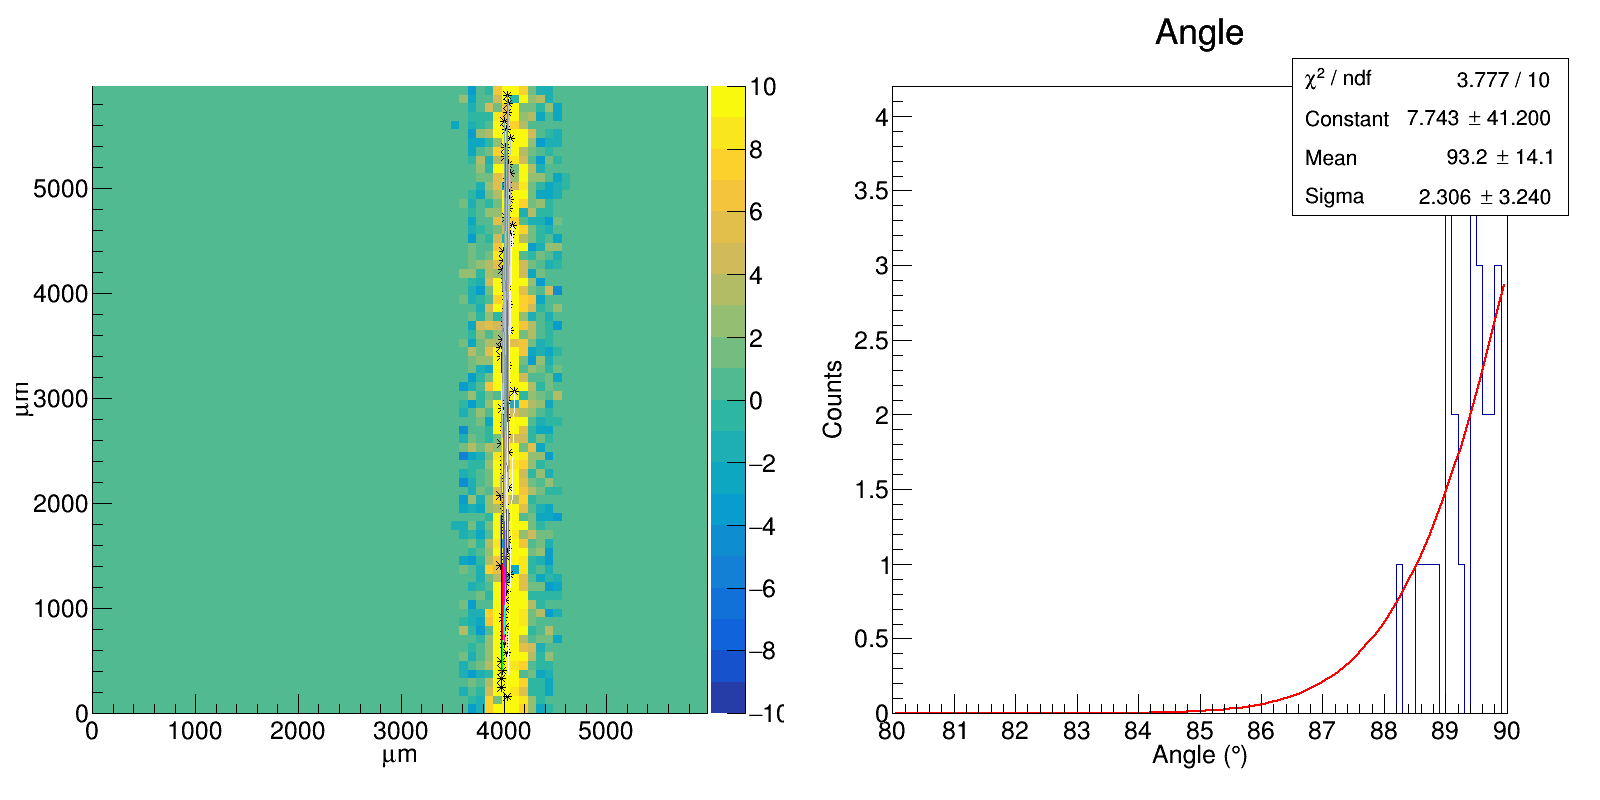 Angle
χ² / ndf 3.777 / 10
Constant 7.743 ± 41.200
Mean 93.2 ± 14.1
Sigma 2.306 ± 3.240
5000
4000
3000
2000
1000
0
μm
0 1000 2000 3000 4000 5000
μm
10
8
6
4
2
0
−2
−4
−6
−8
−10
4
3.5
3
2.5
2
1.5
1
0.5
0
Counts
80 81 82 83 84 85 86 87 88 89 90
Angle (°)